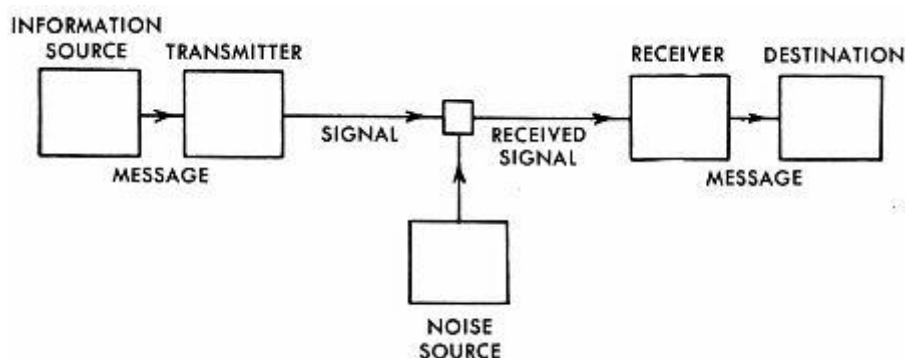 INFORMATION
SOURCE
TRANSMITTER
RECEIVER
DESTINATION
SIGNAL
RECEIVED
SIGNAL
MESSAGE
MESSAGE
NOISE
SOURCE